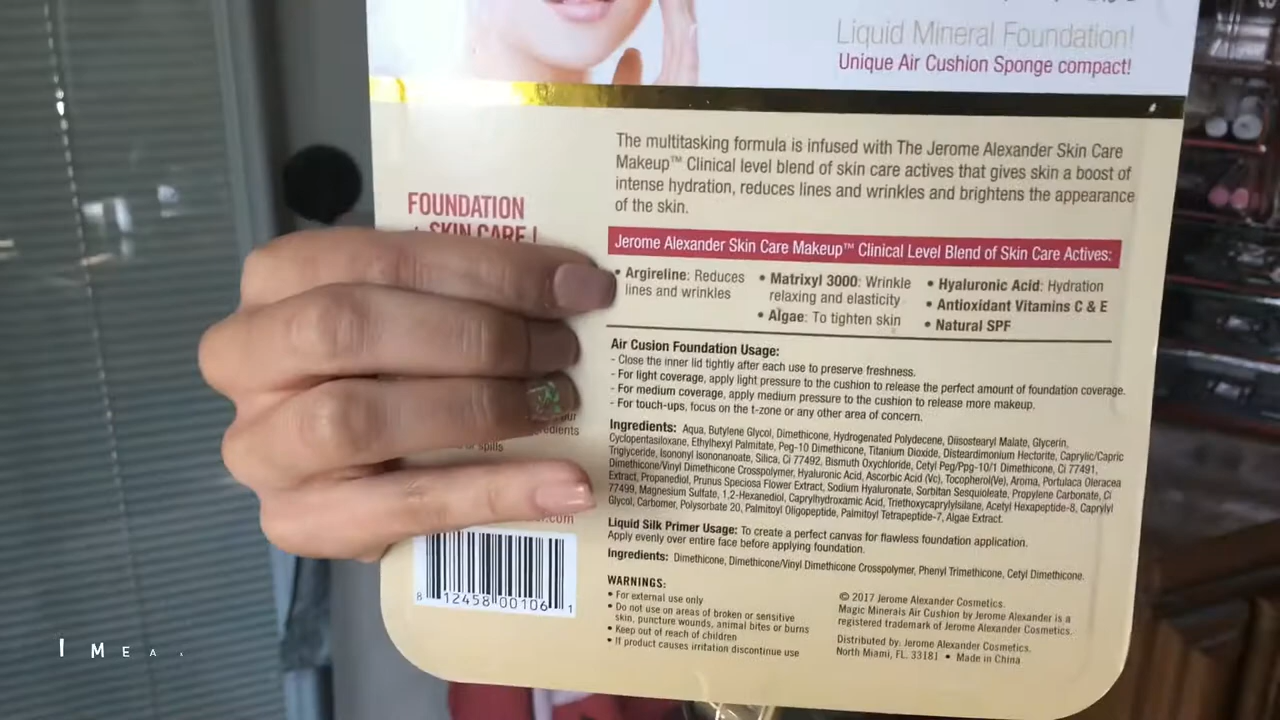 Liquid Mineral Foundation!
Unique Air Cushion Sponge compact!
The multitasking formula is infused with The Jerome Alexander Skin Care
Makeup™ Clinical level blend of skin care actives that gives skin a boost of
intense hydration, reduces lines and wrinkles and brightens the appearance
of the skin.
FOUNDATION
+ SKIN CARE !
Jerome Alexander Skin Care Makeup™ Clinical Level Blend of Skin Care Actives:
• Argireline: Reduces
lines and wrinkles
• Matrixyl 3000: Wrinkle
relaxing and elasticity
• Algae: To tighten skin
• Hyaluronic Acid: Hydration
• Antioxidant Vitamins C & E
• Natural SPF
Air Cusion Foundation Usage:
- Close the inner lid tightly after each use to preserve freshness.
- For light coverage, apply light pressure to the cushion to release the perfect amount of foundation coverage.
- For medium coverage, apply medium pressure to the cushion to release more makeup.
- For touch-ups, focus on the t-zone or any other area of concern.
Ingredients: Aqua, Butylene Glycol, Dimethicone, Hydrogenated Polydecene, Diisostearyl Malate, Glycerin,
Cyclopentasiloxane, Ethylhexyl Palmitate, Peg-10 Dimethicone, Titanium Dioxide, Disteardimonium Hectorite, Caprylic/Capric
Triglyceride, Isononyl Isononanoate, Silica, Ci 77492, Bismuth Oxychloride, Cetyl Peg/Ppg-10/1 Dimethicone, Ci 77491,
Dimethicone/Vinyl Dimethicone Crosspolymer, Hyaluronic Acid, Ascorbic Acid (Vc), Tocopherol(Ve), Aroma, Portulaca Oleracea
Extract, Propanediol, Prunus Speciosa Flower Extract, Sodium Hyaluronate, Sorbitan Sesquioleate, Propylene Carbonate, Ci
77499, Magnesium Sulfate, 1,2-Hexanediol, Caprylhydroxamic Acid, Triethoxycaprylylsilane, Acetyl Hexapeptide-8, Caprylyl
Glycol, Carbomer, Polysorbate 20, Palmitoyl Oligopeptide, Palmitoyl Tetrapeptide-7, Algae Extract.
spills
.com
Liquid Silk Primer Usage: To create a perfect canvas for flawless foundation application.
Apply evenly over entire face before applying foundation.
Ingredients: Dimethicone, Dimethicone/Vinyl Dimethicone Crosspolymer, Phenyl Trimethicone, Cetyl Dimethicone.
8 12458 00106 1
WARNINGS:
• For external use only
• Do not use on areas of broken or sensitive
skin, puncture wounds, animal bites or burns
• Keep out of reach of children
• If product causes irritation discontinue use
© 2017 Jerome Alexander Cosmetics.
Magic Minerals Air Cushion by Jerome Alexander is a
registered trademark of Jerome Alexander Cosmetics.
Distributed by: Jerome Alexander Cosmetics.
North Miami, FL. 33181 • Made in China
I MEA